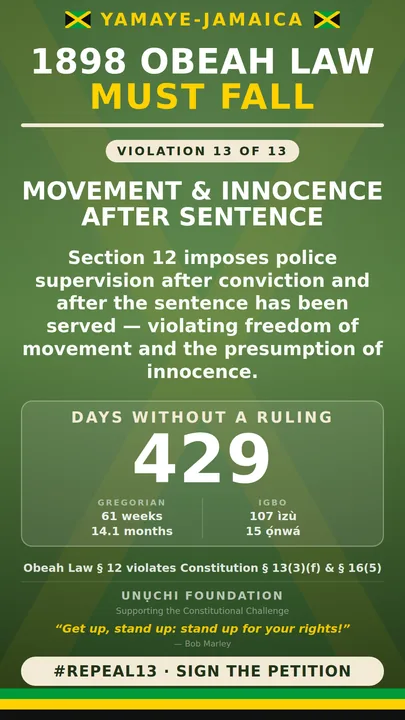 YAMAYE-JAMAICA
1898 OBEAH LAW
MUST FALL
VIOLATION 13 OF 13
MOVEMENT & INNOCENCE
AFTER SENTENCE
Section 12 imposes police
supervision after conviction and
after the sentence has been
served — violating freedom of
movement and the presumption of
innocence.
DAYS WITHOUT A RULING
429
GREGORIAN
61 weeks
14.1 months
IGBO
107 ìzù
15 ọ́nwá
Obeah Law § 12 violates Constitution § 13(3)(f) & § 16(5)
UNỤCHI FOUNDATION
Supporting the Constitutional Challenge
“Get up, stand up: stand up for your rights!”
— Bob Marley
#REPEAL13 · SIGN THE PETITION